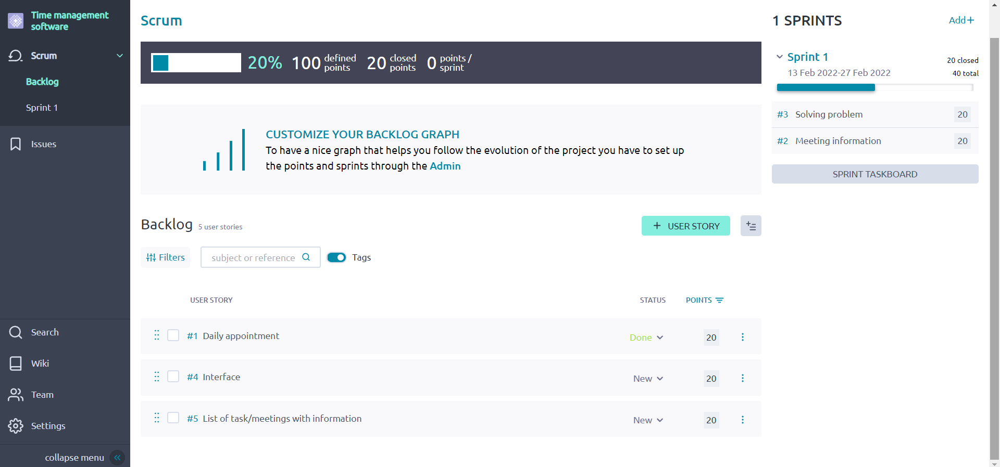 Time management
software
Scrum
Backlog
Sprint 1
Issues
Search
Wiki
Team
Settings
collapse menu
Scrum
20% 100 defined points 20 closed points 0 points / sprint
CUSTOMIZE YOUR BACKLOG GRAPH
To have a nice graph that helps you follow the evolution of the project you have to set up
the points and sprints through the Admin
Backlog 5 user stories
+ USER STORY
Filters subject or reference Tags
USER STORY STATUS POINTS
#1 Daily appointment Done 20
#4 Interface New 20
#5 List of task/meetings with information New 20
1 SPRINTS Add+
Sprint 1 20 closed
13 Feb 2022-27 Feb 2022 40 total
#3 Solving problem 20
#2 Meeting information 20
SPRINT TASKBOARD